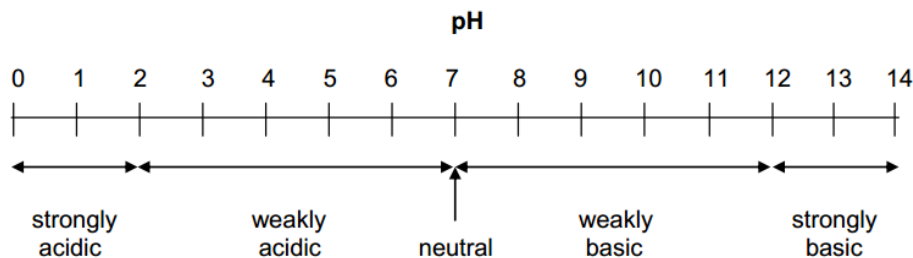 pH
0 1 2 3 4 5 6 7 8 9 10 11 12 13 14
strongly acidic
weakly acidic
neutral
weakly basic
strongly basic